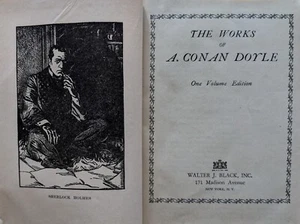 SHERLOCK HOLMES
THE WORKS
OF
A. CONAN DOYLE
One Volume Edition
WALTER J. BLACK, INC.
171 Madison Avenue
NEW YORK, N. Y.